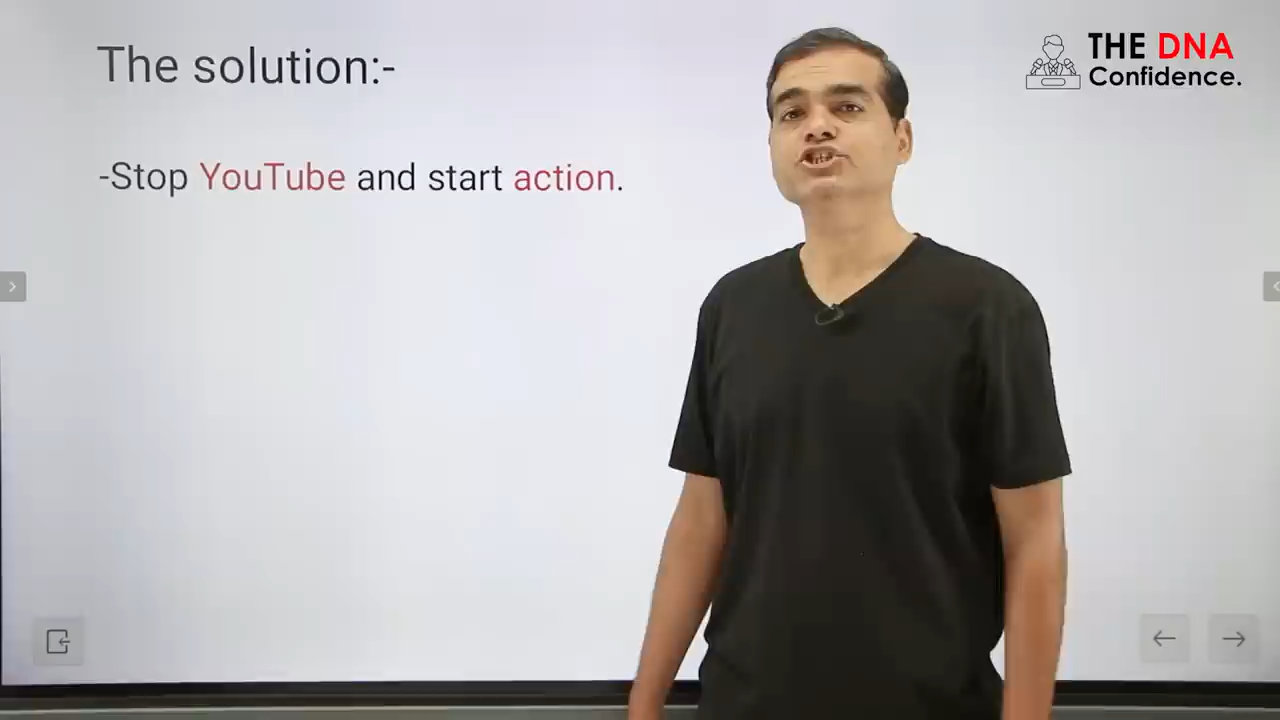 The solution:-
THE DNA
Confidence.
-Stop YouTube and start action.